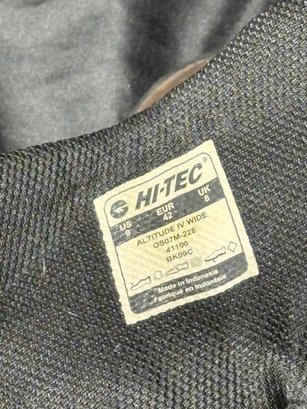 HI-TEC®
US EUR UK
9 42 8
ALTITUDE IV WIDE
OS07M-228
41100
BK09C
Made in Indonesia
Fabriqué en Indonésie